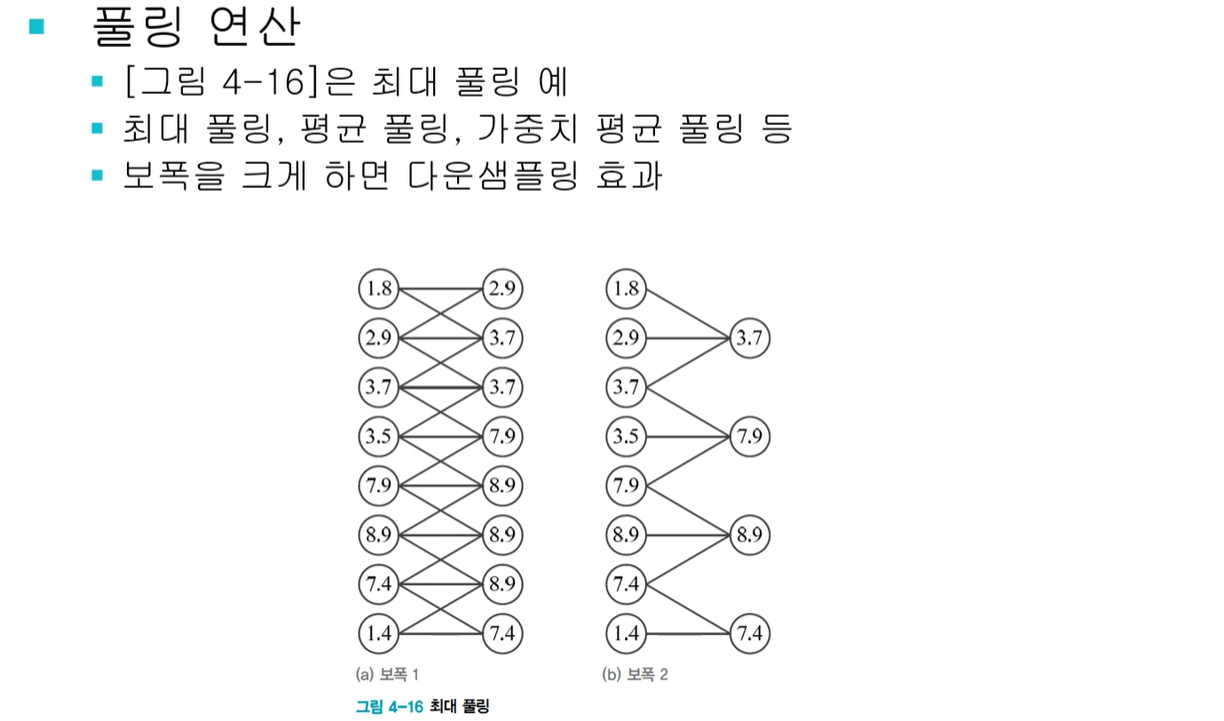 풀링 연산
[그림 4-16]은 최대 풀링 예
최대 풀링, 평균 풀링, 가중치 평균 풀링 등
보폭을 크게 하면 다운샘플링 효과
1.8 2.9 1.8
2.9 3.7 2.9 3.7
3.7 3.7 3.7
3.5 7.9 3.5 7.9
7.9 8.9 7.9
8.9 8.9 8.9 8.9
7.4 8.9 7.4
1.4 7.4 1.4 7.4
(a) 보폭 1 (b) 보폭 2
그림 4-16 최대 풀링